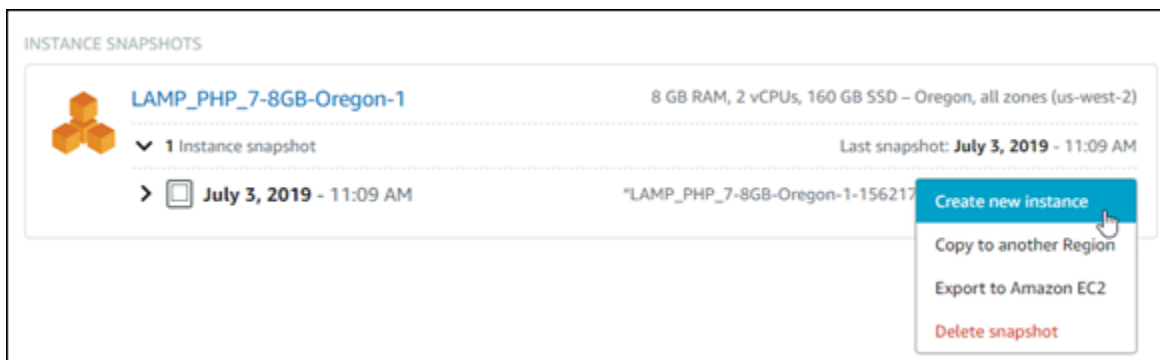 INSTANCE SNAPSHOTS
LAMP_PHP_7-8GB-Oregon-1
8 GB RAM, 2 vCPUs, 160 GB SSD – Oregon, all zones (us-west-2)
1 Instance snapshot
Last snapshot: July 3, 2019 - 11:09 AM
July 3, 2019 - 11:09 AM
"LAMP_PHP_7-8GB-Oregon-1-156217
Create new instance
Copy to another Region
Export to Amazon EC2
Delete snapshot